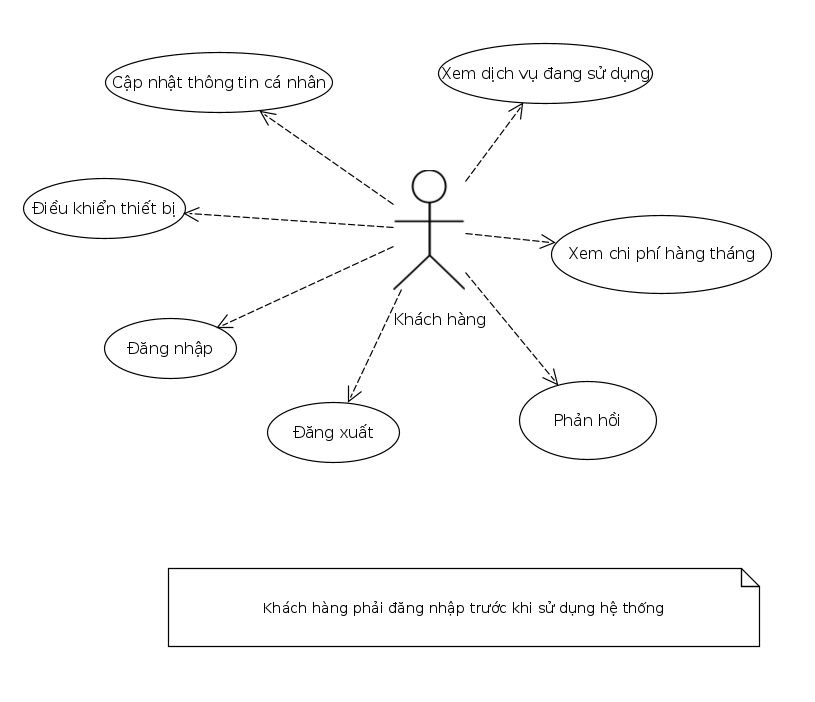 Cập nhật thông tin cá nhân
Xem dịch vụ đang sử dụng
Điều khiển thiết bị
Xem chi phí hàng tháng
Khách hàng
Đăng nhập
Đăng xuất
Phản hồi
Khách hàng phải đăng nhập trước khi sử dụng hệ thống